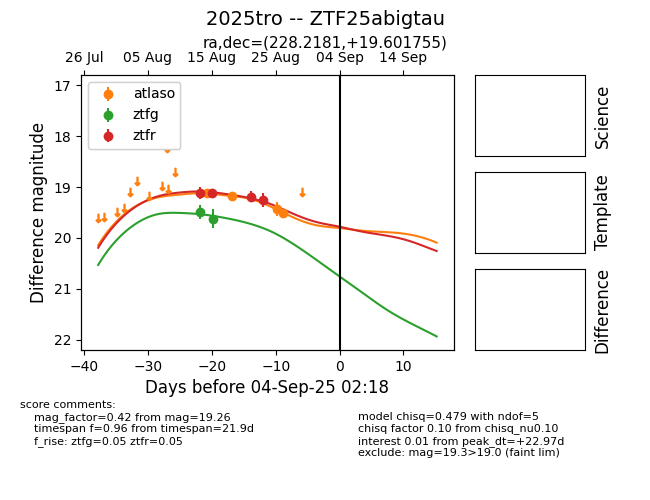 2025tro -- ZTF25abigtau
ra,dec=(228.2181,+19.601755)
26 Jul 05 Aug 15 Aug 25 Aug 04 Sep 14 Sep
atlaso
ztfg
ztfr
17
18
19
20
21
22
Difference magnitude
−40 −30 −20 −10 0 10
Days before 04-Sep-25 02:18
Science
Template
Difference
score comments:
mag_factor=0.42 from mag=19.26
timespan f=0.96 from timespan=21.9d
f_rise: ztfg=0.05 ztfr=0.05
model chisq=0.479 with ndof=5
chisq factor 0.10 from chisq_nu0.10
interest 0.01 from peak_dt=+22.97d
exclude: mag=19.3>19.0 (faint lim)